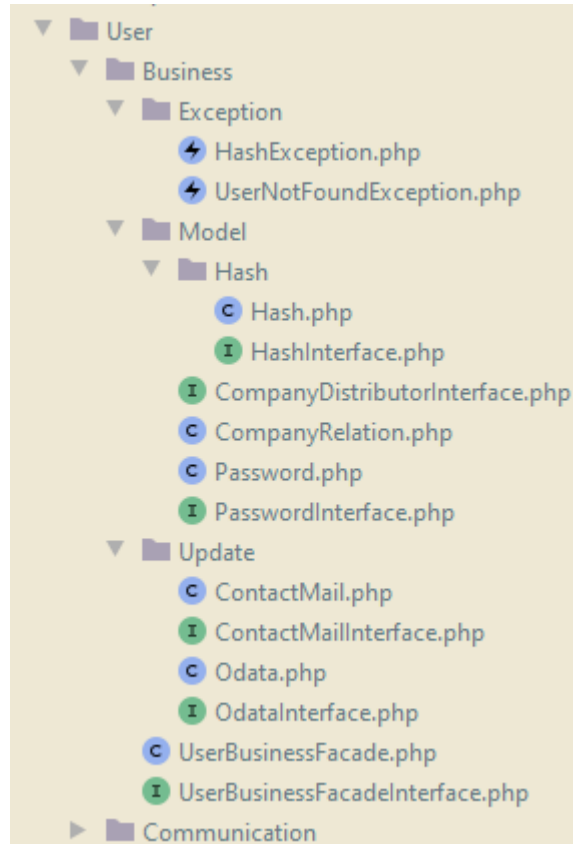 User
Business
Exception
HashException.php
UserNotFoundException.php
Model
Hash
C Hash.php
I HashInterface.php
I CompanyDistributorInterface.php
C CompanyRelation.php
C Password.php
I PasswordInterface.php
Update
C ContactMail.php
I ContactMailInterface.php
C Odata.php
I OdataInterface.php
C UserBusinessFacade.php
I UserBusinessFacadeInterface.php
Communication